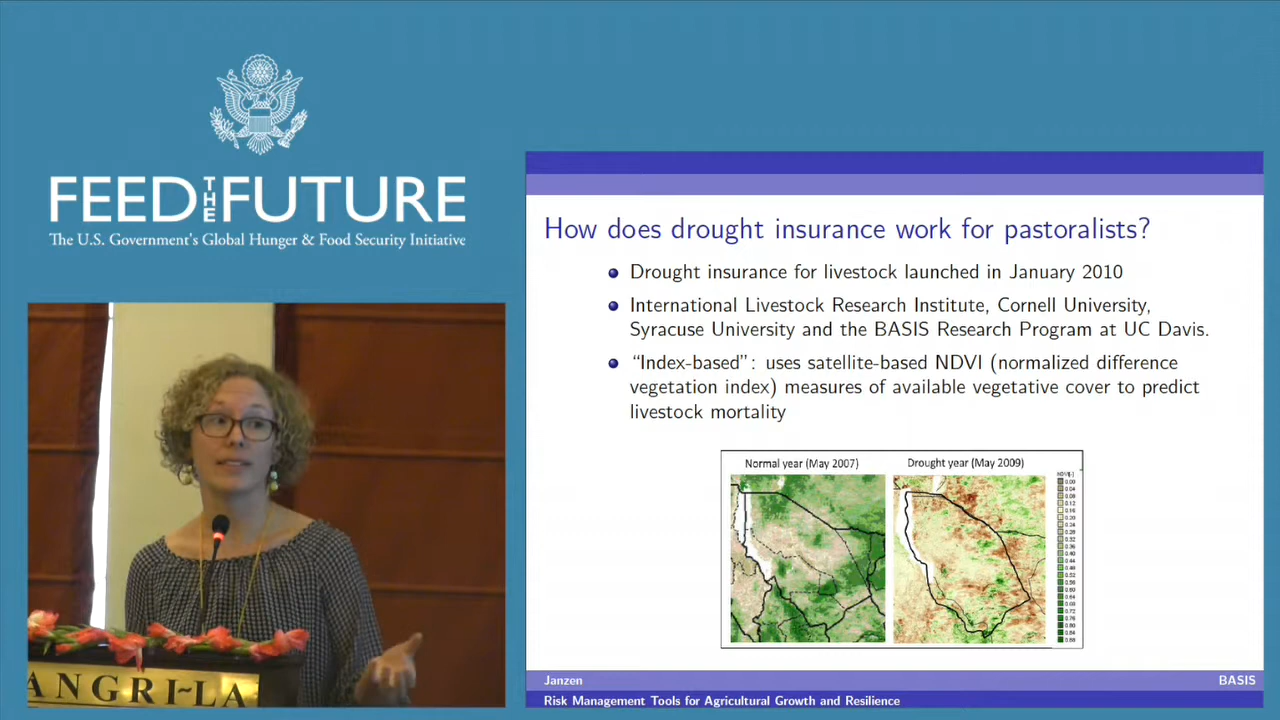 FEED THE FUTURE
The U.S. Government's Global Hunger & Food Security Initiative
How does drought insurance work for pastoralists?
Drought insurance for livestock launched in January 2010
International Livestock Research Institute, Cornell University,
Syracuse University and the BASIS Research Program at UC Davis.
“Index-based”: uses satellite-based NDVI (normalized difference
vegetation index) measures of available vegetative cover to predict
livestock mortality
Normal year (May 2007)
Drought year (May 2009)
ANGRI~LA
Janzen
BASIS
Risk Management Tools for Agricultural Growth and Resilience